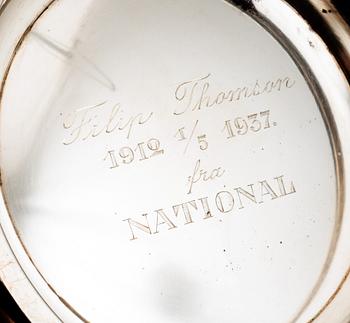 Filip Thomson
1912 1/5 1937.
fra
NATIONAL